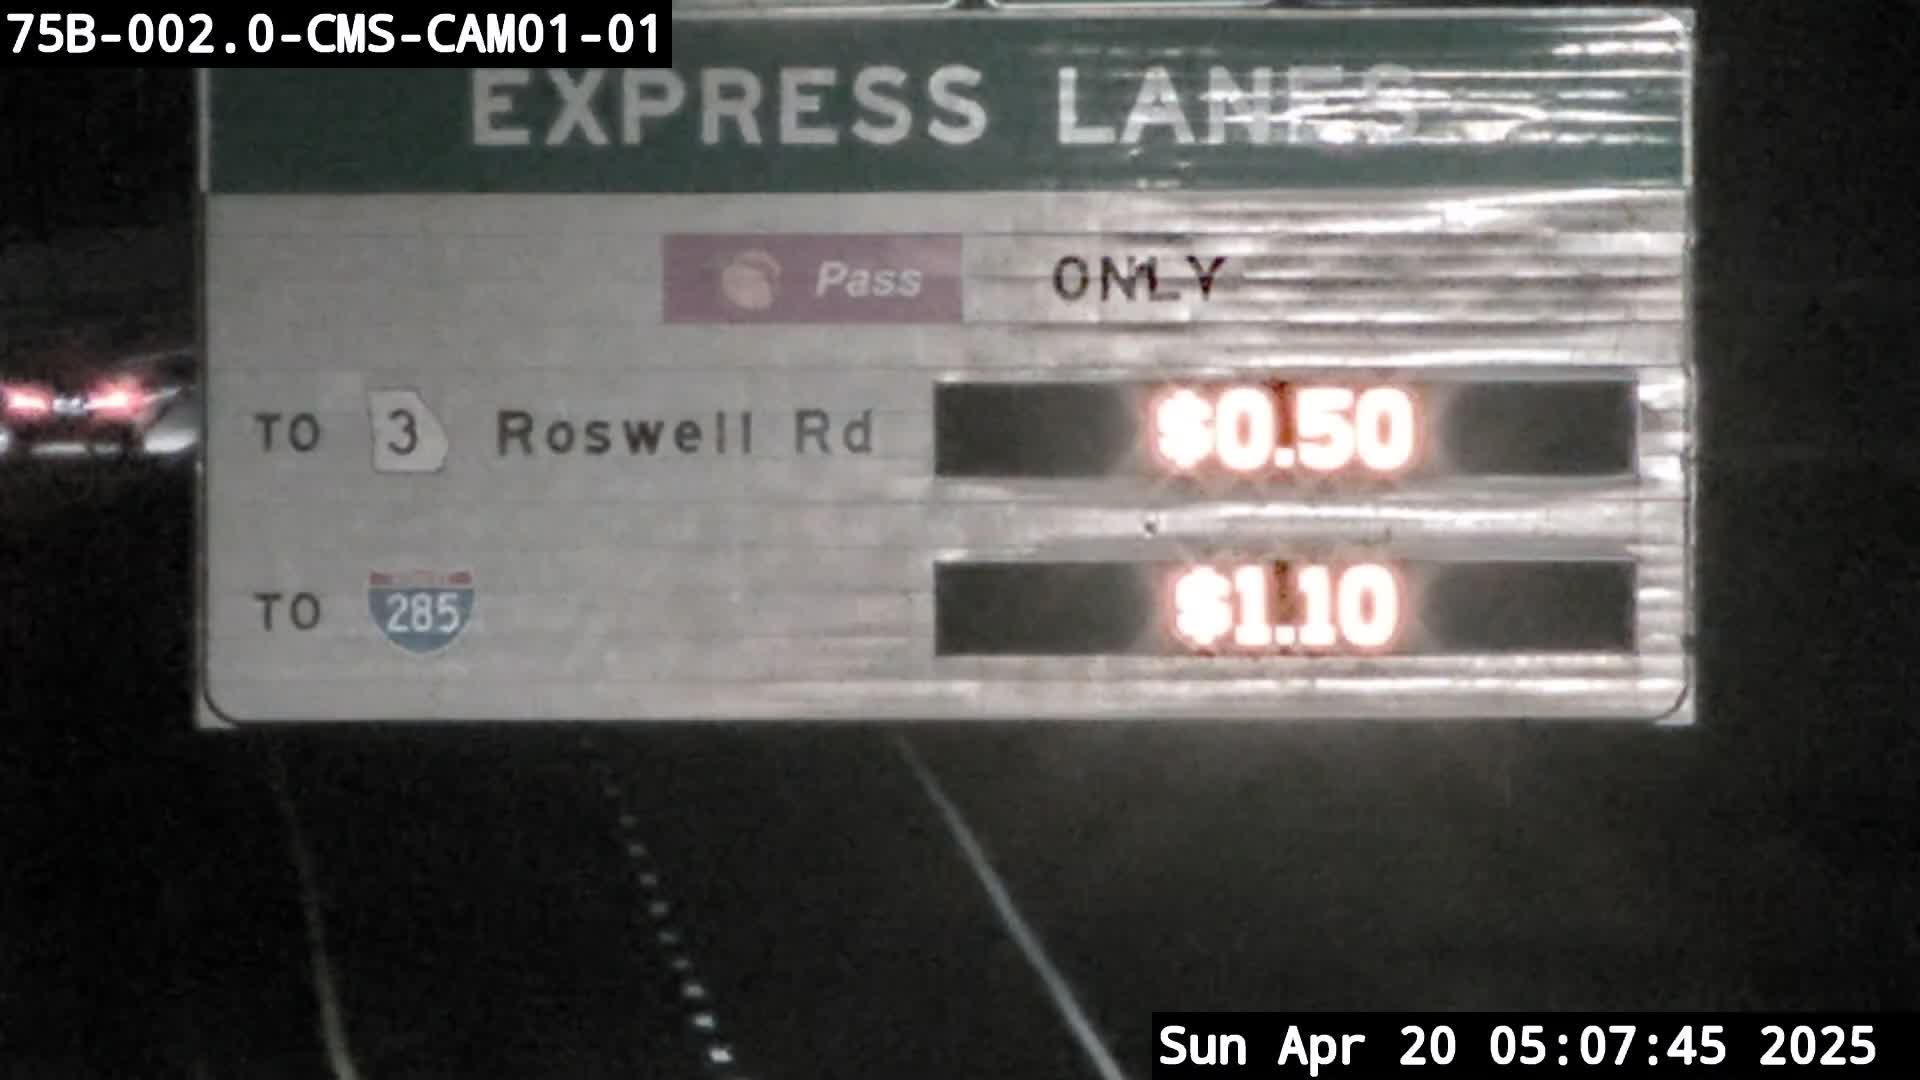 75B-002.0-CMS-CAM01-01
EXPRESS LANES
Pass ONLY
TO 3 Roswell Rd $0.50
TO 285 $1.10
Sun Apr 20 05:07:45 2025